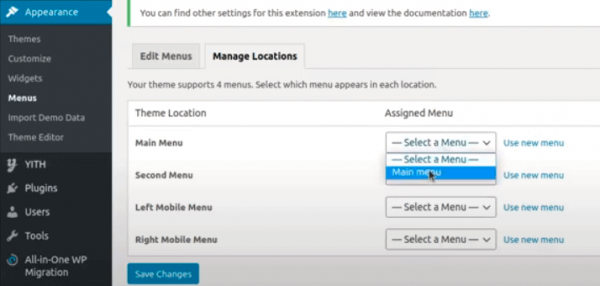 Appearance
Themes
Customize
Widgets
Menus
Import Demo Data
Theme Editor
YITH
Plugins
Users
Tools
All-in-One WP
Migration
You can find other settings for this extension here and view the documentation here.
Edit Menus
Manage Locations
Your theme supports 4 menus. Select which menu appears in each location.
Theme Location Assigned Menu
Main Menu — Select a Menu — Use new menu
— Select a Menu —
Main menu
Second Menu Use new menu
Left Mobile Menu — Select a Menu — Use new menu
Right Mobile Menu — Select a Menu — Use new menu
Save Changes